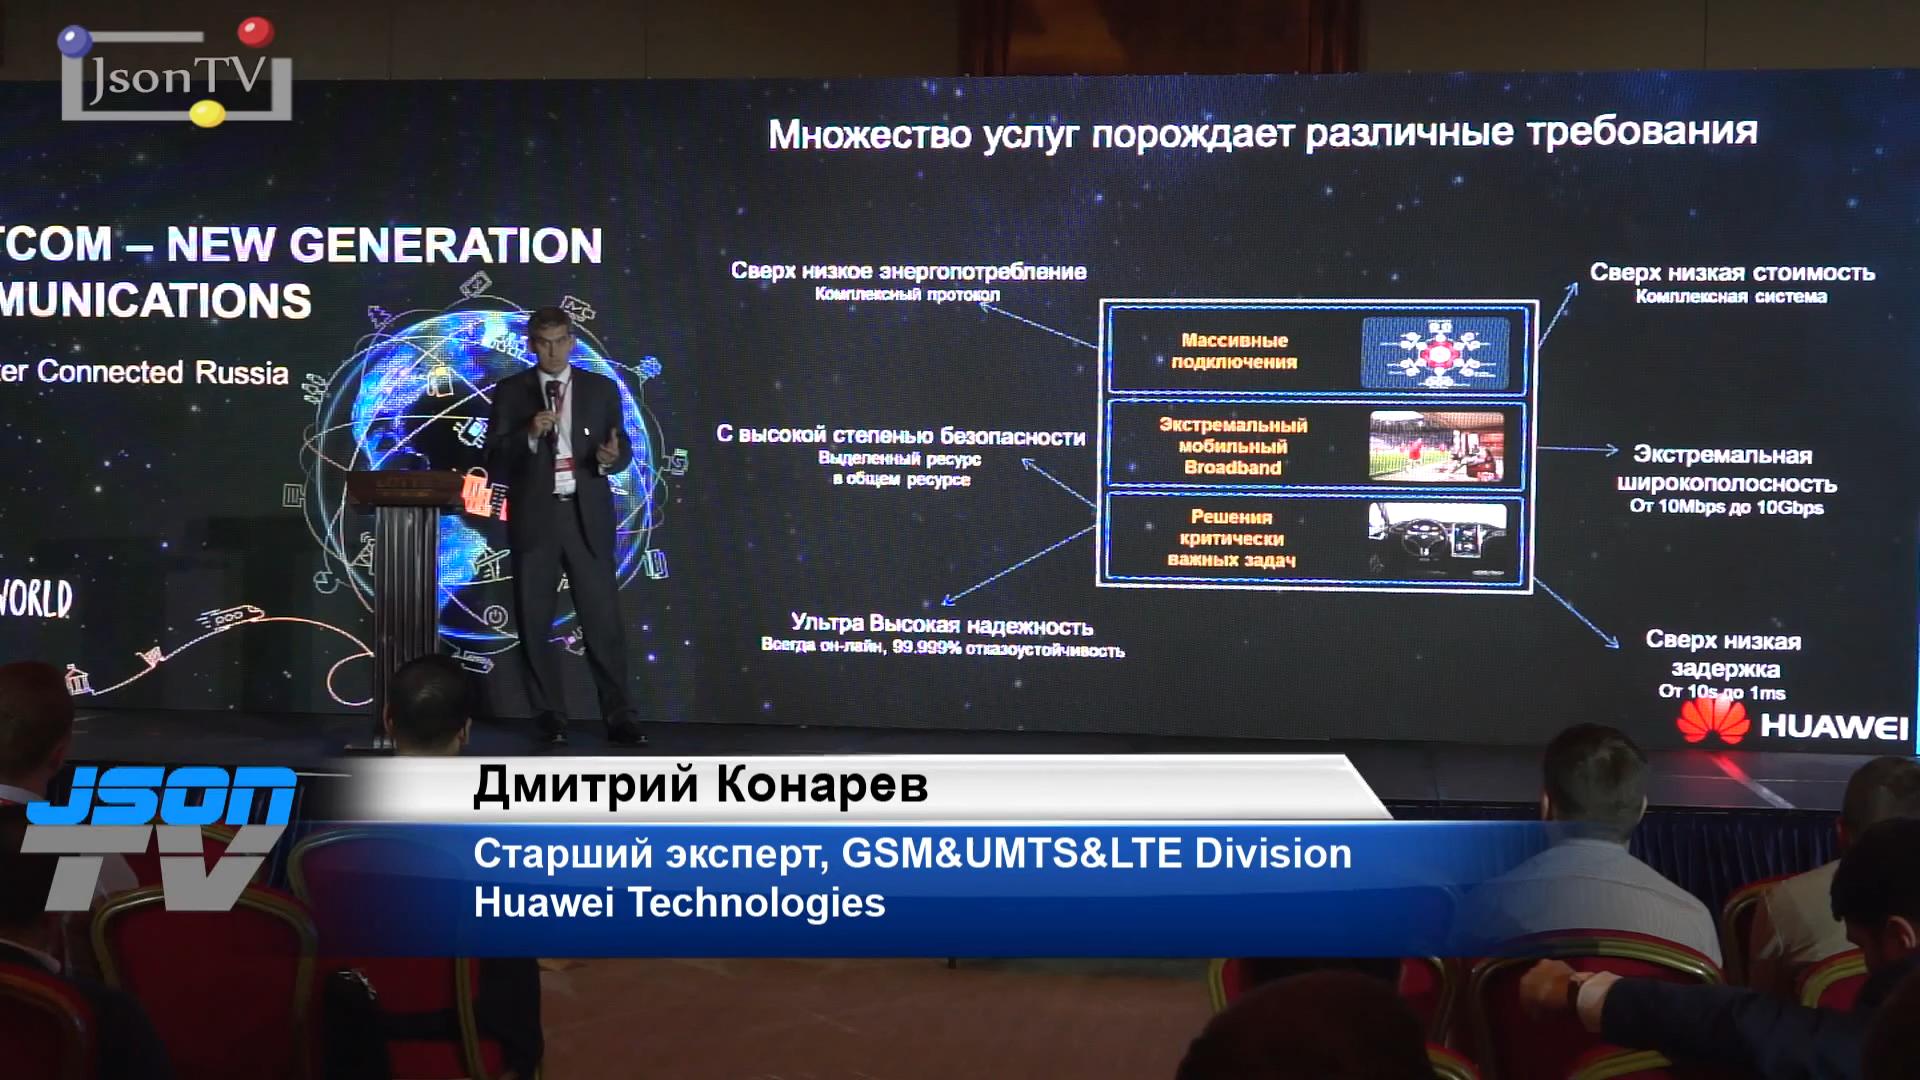 JsonTV
Множество услуг порождает различные требования
COM – NEW GENERATION
MUNICATIONS
er Connected Russia
WORLD
Сверх низкое энергопотребление
Комплексный протокол
С высокой степенью безопасности
Выделенный ресурс
в общем ресурсе
Ультра Высокая надежность
Всегда он-лайн, 99.999% отказоустойчивость
Массивные
подключения
Экстремальный
мобильный
Broadband
Решения
критически
важных задач
Сверх низкая стоимость
Комплексная система
Экстремальная
широкополосность
От 10Mbps до 10Gbps
Сверх низкая
задержка
От 10s до 1ms
HUAWEI
JSON
TV
Дмитрий Конарев
Старший эксперт, GSM&UMTS&LTE Division
Huawei Technologies